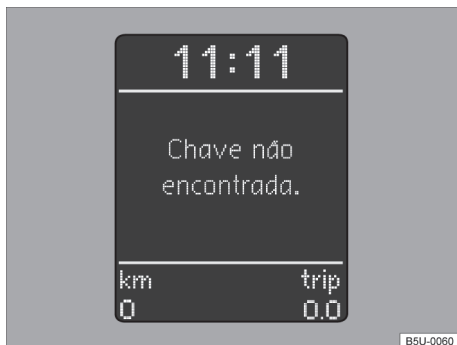 11:11
Chave não
encontrada.
km trip
0 0.0
B5U-0060